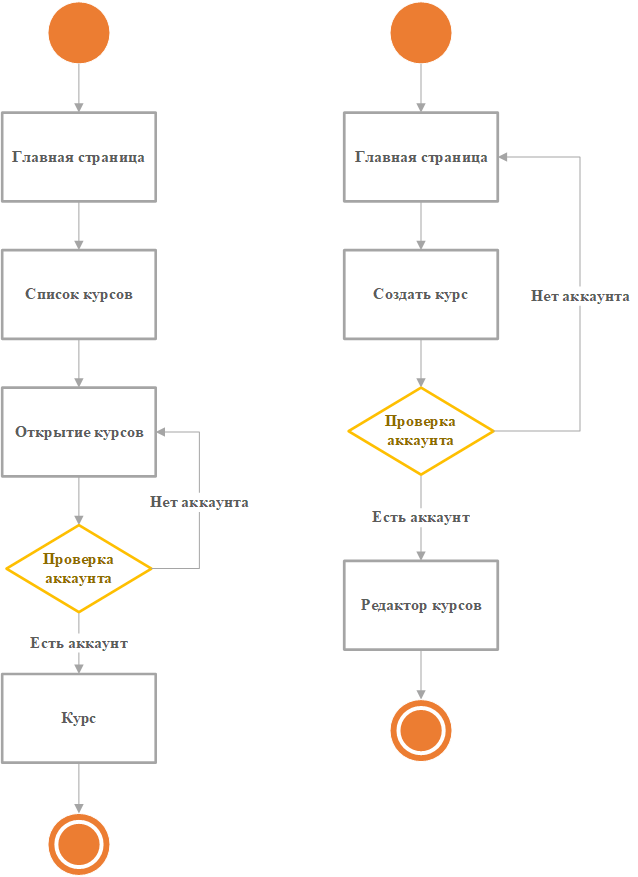 Главная страница
Список курсов
Открытие курсов
Нет аккаунта
Проверка
аккаунта
Есть аккаунт
Курс
Главная страница
Создать курс
Нет аккаунта
Проверка
аккаунта
Есть аккаунт
Редактор курсов